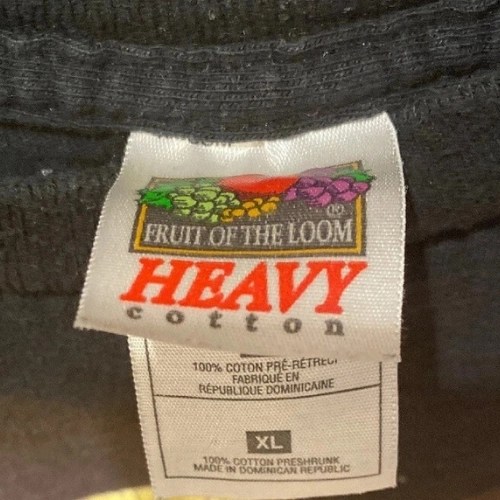 FRUIT OF THE LOOM
®
HEAVY
cotton
100% COTON PRÉ-RÉTRECI
FABRIQUÉ EN
RÉPUBLIQUE DOMINICAINE
XL
100% COTTON PRESHRUNK
MADE IN DOMINICAN REPUBLIC